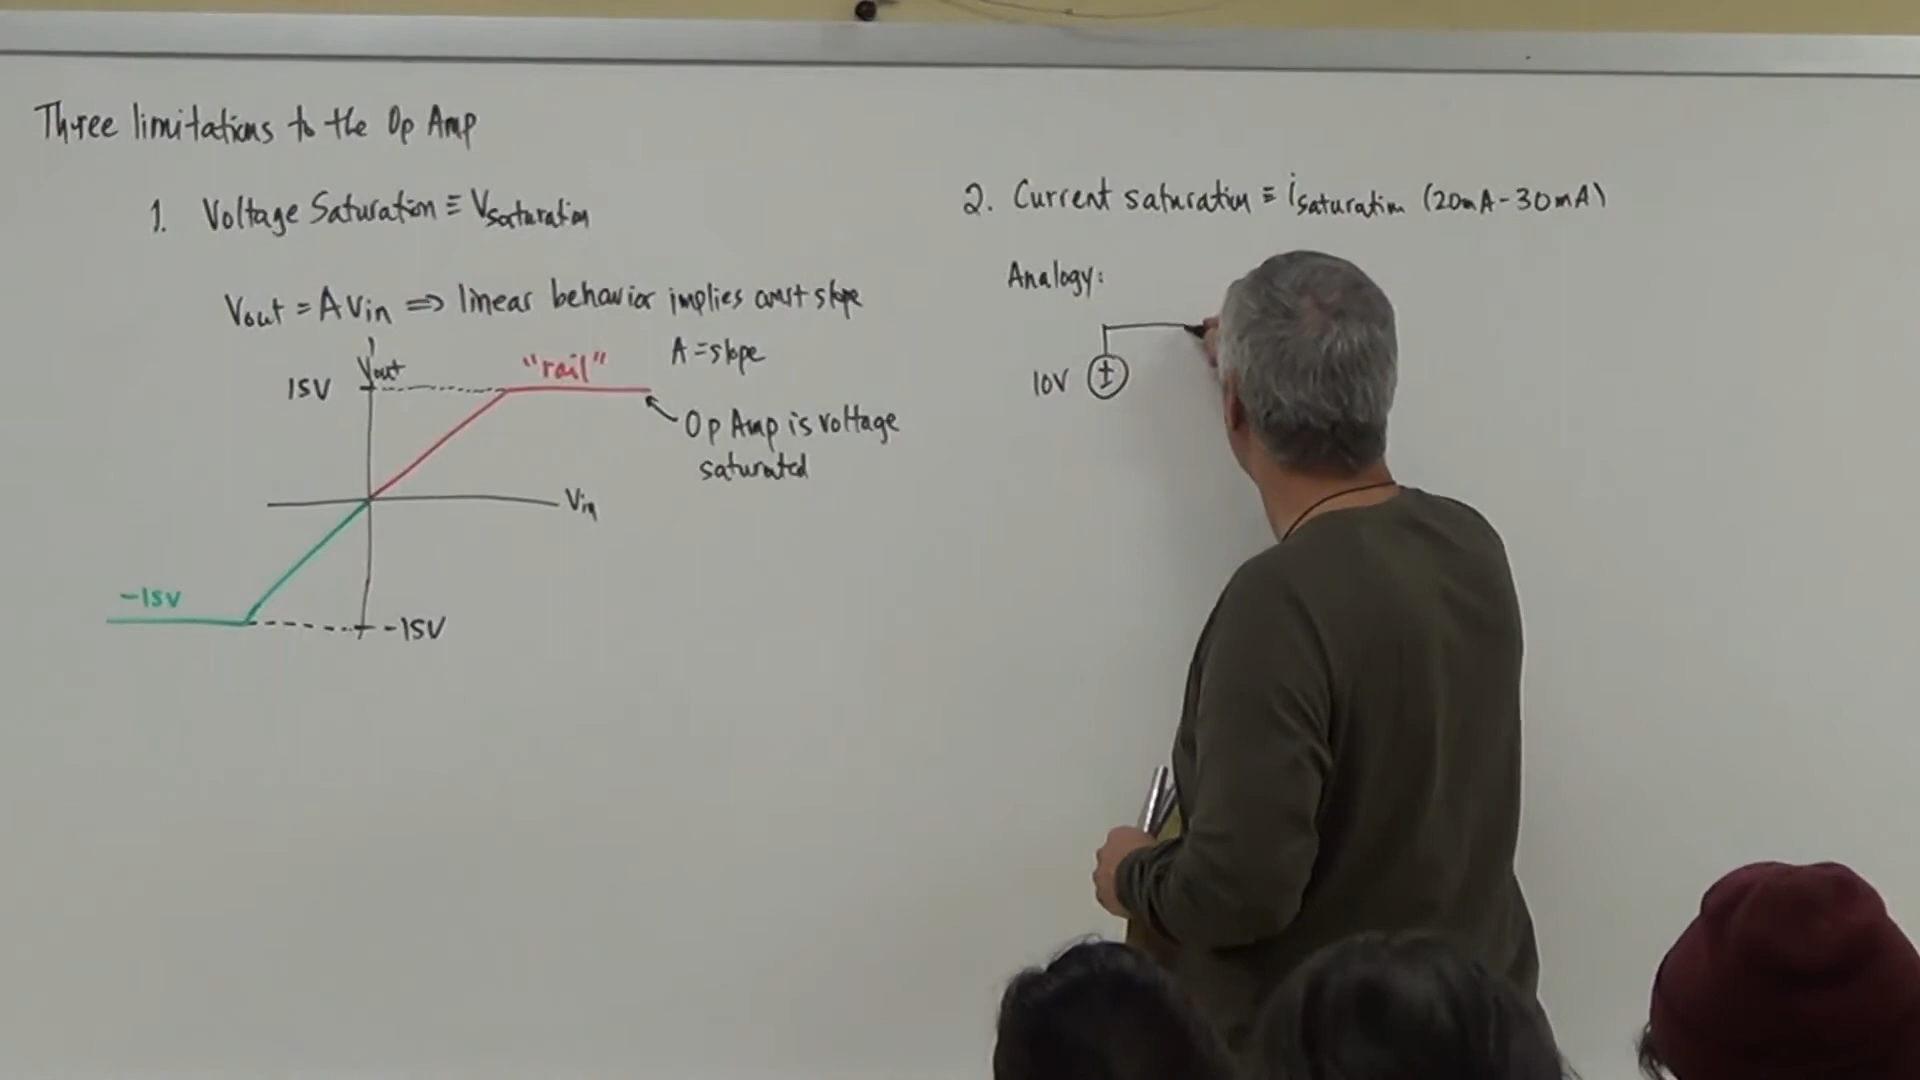 Three limitations to the Op Amp
1. Voltage Saturation ≡ Vsaturation
Vout = A Vin ⇒ linear behavior implies const slope
A = slope
Vout
"rail"
15V
Op Amp is voltage
saturated
Vin
-15V
-15V
2. Current saturation ≡ isaturation (20mA-30mA)
Analogy:
10V
+
-